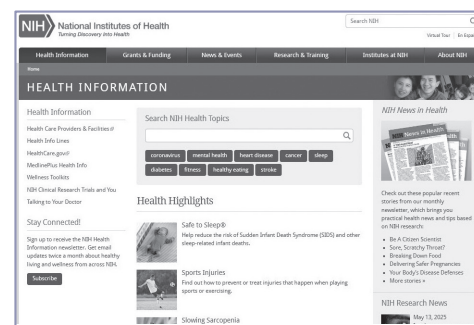 NIH National Institutes of Health
Turning Discovery Into Health
Search NIH
Virtual Tour
Health Information Grants & Funding News & Events Research & Training Institutes at NIH About NIH
Home
HEALTH INFORMATION
Health Information
Health Care Providers & Facilities
Health Info Lines
HealthCare.gov
MedlinePlus Health Info
Wellness Toolkits
NIH Clinical Research Trials and You
Talking to Your Doctor
Stay Connected!
Sign up to receive the NIH Health
Information newsletter. Get email
updates twice a month about healthy
living and wellness from across NIH.
Subscribe
Search NIH Health Topics
coronavirus mental health heart disease cancer sleep
diabetes fitness healthy eating stroke
Health Highlights
Safe to Sleep®
Help reduce the risk of Sudden Infant Death Syndrome (SIDS) and other
sleep-related infant deaths.
Sports Injuries
Find out how to prevent or treat injuries that happen when playing
sports or exercising.
Slowing Sarcopenia
NIH News in Health
NIH News in Health
Check out these popular recent
stories from our monthly
newsletter, which brings you
practical health news and tips based
on NIH research:
Be A Citizen Scientist
Sore, Scratchy Throat?
Breaking Down Food
Delivering Safer Pregnancies
Your Body's Disease Defenses
More stories »
NIH Research News
May 13, 2025